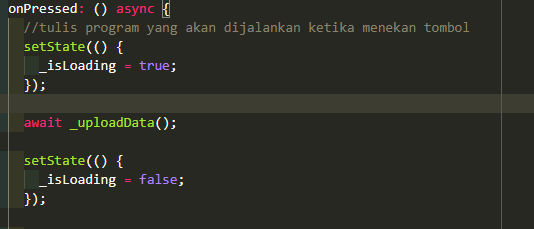 onPressed: () async {
//tulis program yang akan dijalankan ketika menekan tombol
setState(() {
_isLoading = true;
});
await _uploadData();
setState(() {
_isLoading = false;
});